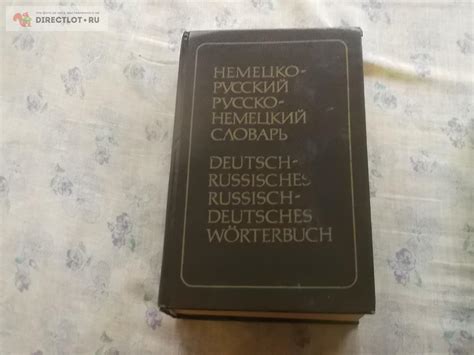 DIRECTLOT.RU
НЕМЕЦКО-
РУССКИЙ
РУССКО-
НЕМЕЦКИЙ
СЛОВАРЬ
DEUTSCH-
RUSSISCHES
RUSSISCH-
DEUTSCHES
WÖRTERBUCH